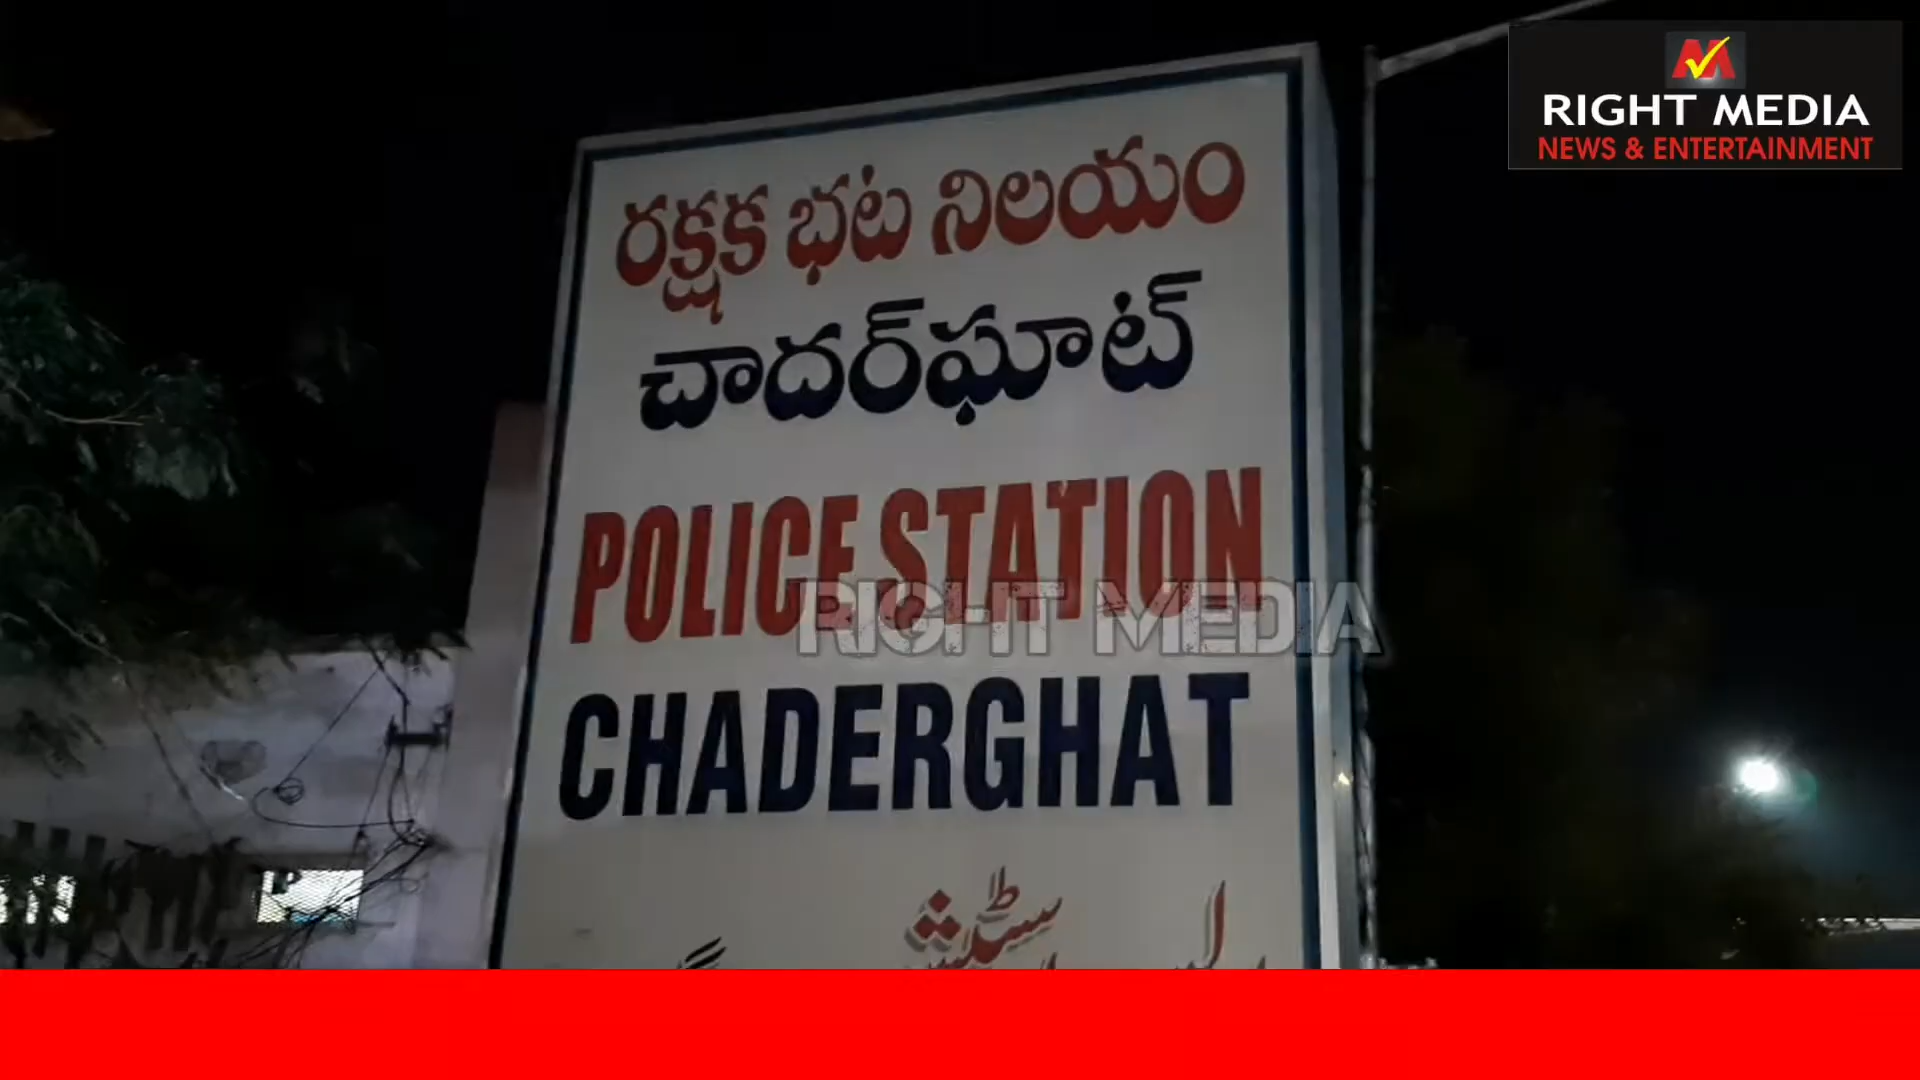 RIGHT MEDIA
NEWS & ENTERTAINMENT
రక్షక భట నిలయం
చాదర్‌ఘాట్
POLICE STATION
RIGHT MEDIA
CHADERGHAT